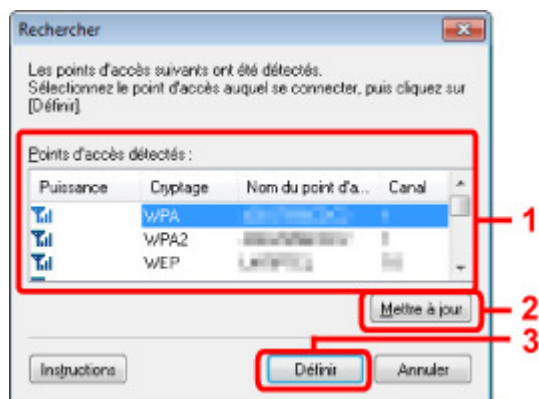 Rechercher
Les points d'accès suivants ont été détectés.
Sélectionnez le point d'accès auquel se connecter, puis cliquez sur
[Définir].
Points d'accès détectés :
Puissance Cryptage Nom du point d'a... Canal
WPA
WPA2
WEP
1
Mettre à jour
2
3
Instructions Définir Annuler